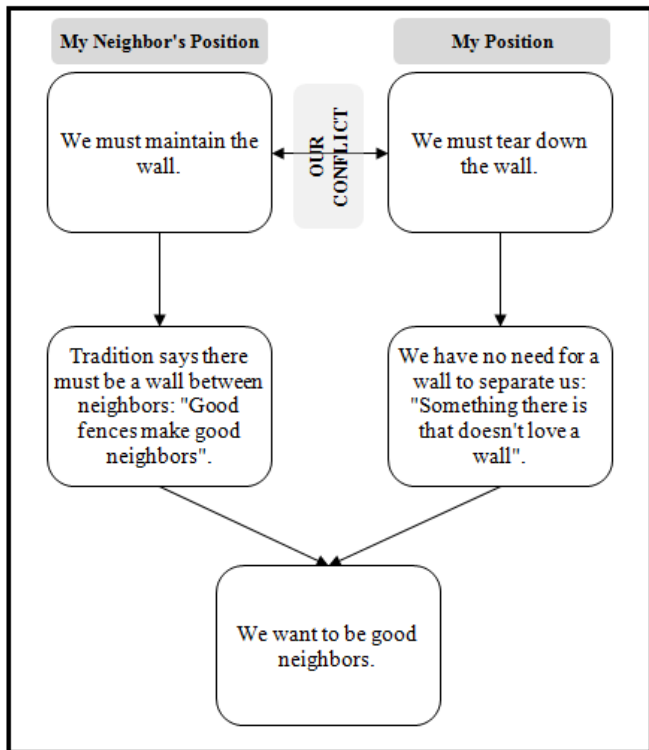 My Neighbor's Position
My Position
We must maintain the
wall.
OUR
CONFLICT
We must tear down
the wall.
Tradition says there
must be a wall between
neighbors: "Good
fences make good
neighbors".
We have no need for a
wall to separate us:
"Something there is
that doesn't love a
wall".
We want to be good
neighbors.